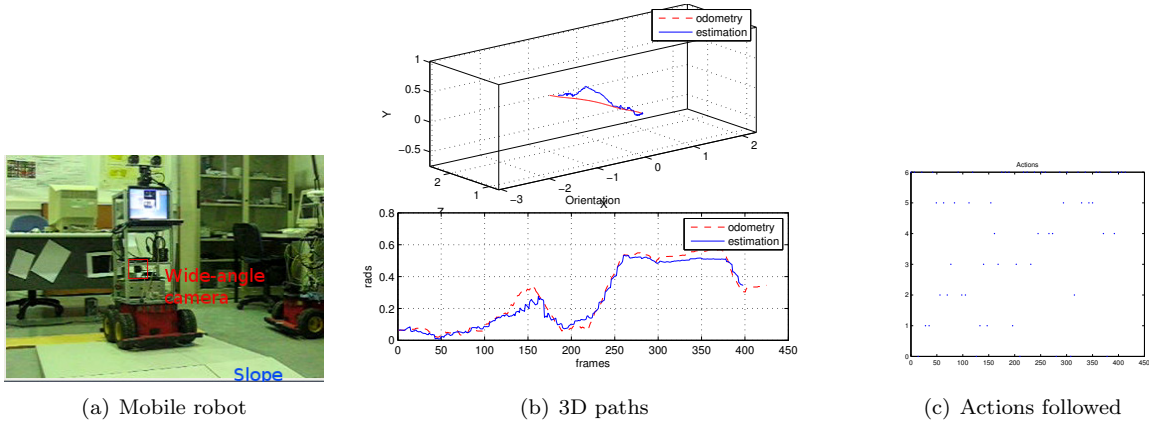 odometry
estimation
1
0.5
0
−0.5
Y
2
1
Z
−3
−2
−1
0
1
2
X
Orientation
0.8
0.6
0.4
0.2
0
rads
odometry
estimation
0 50 100 150 200 250 300 350 400 450
frames
Wide-angle
camera
Slope
Actions
6
5
4
3
2
1
0
0 50 100 150 200 250 300 350 400 450
(a) Mobile robot
(b) 3D paths
(c) Actions followed